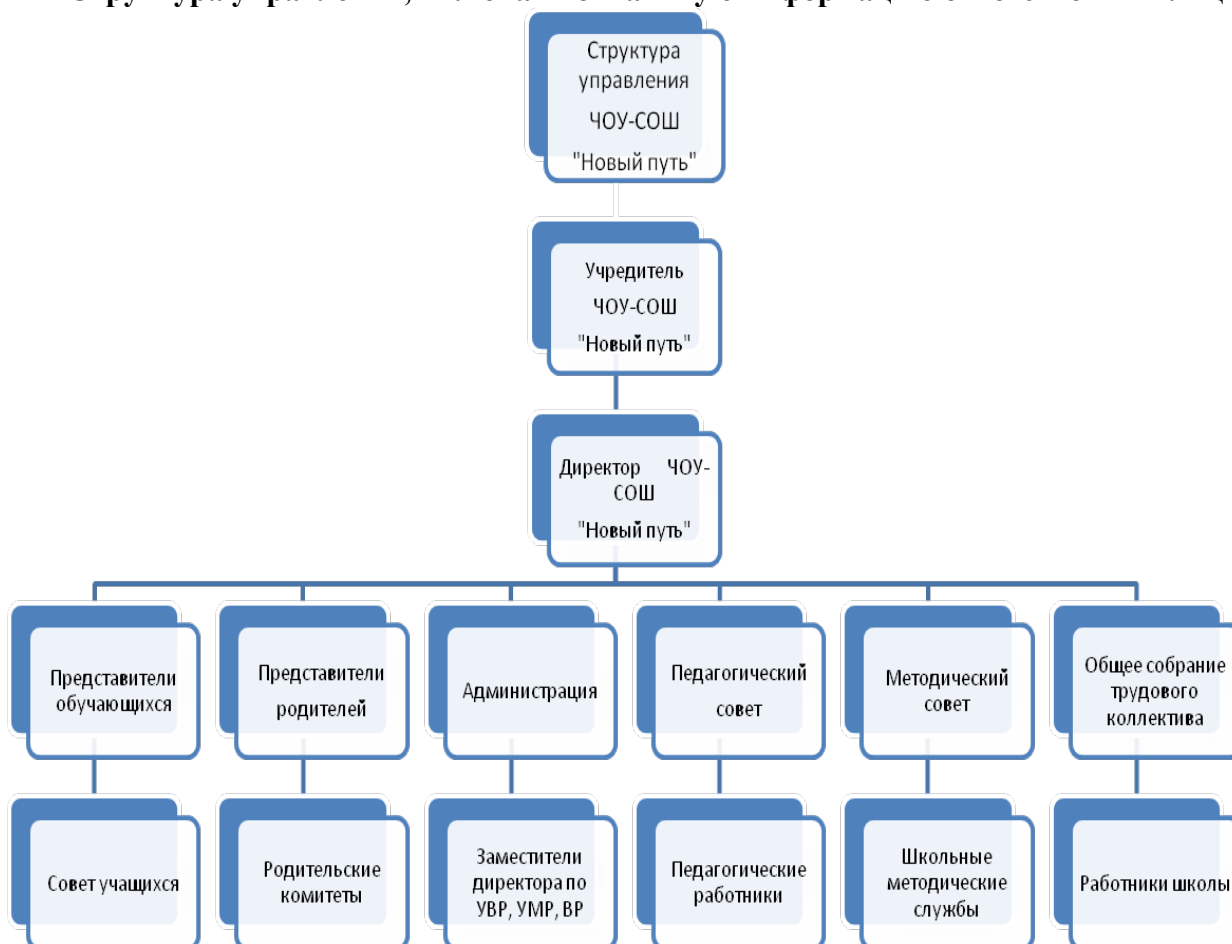 Структура
управления
ЧОУ-СОШ
"Новый путь"
Учредитель
ЧОУ-СОШ
"Новый путь"
Директор ЧОУ-
СОШ
"Новый путь"
Представители
обучающихся
Представители
родителей
Администрация
Педагогический
совет
Методический
совет
Общее собрание
трудового
коллектива
Совет учащихся
Родительские
комитеты
Заместители
директора по
УВР, УМР, ВР
Педагогические
работники
Школьные
методические
службы
Работники школы